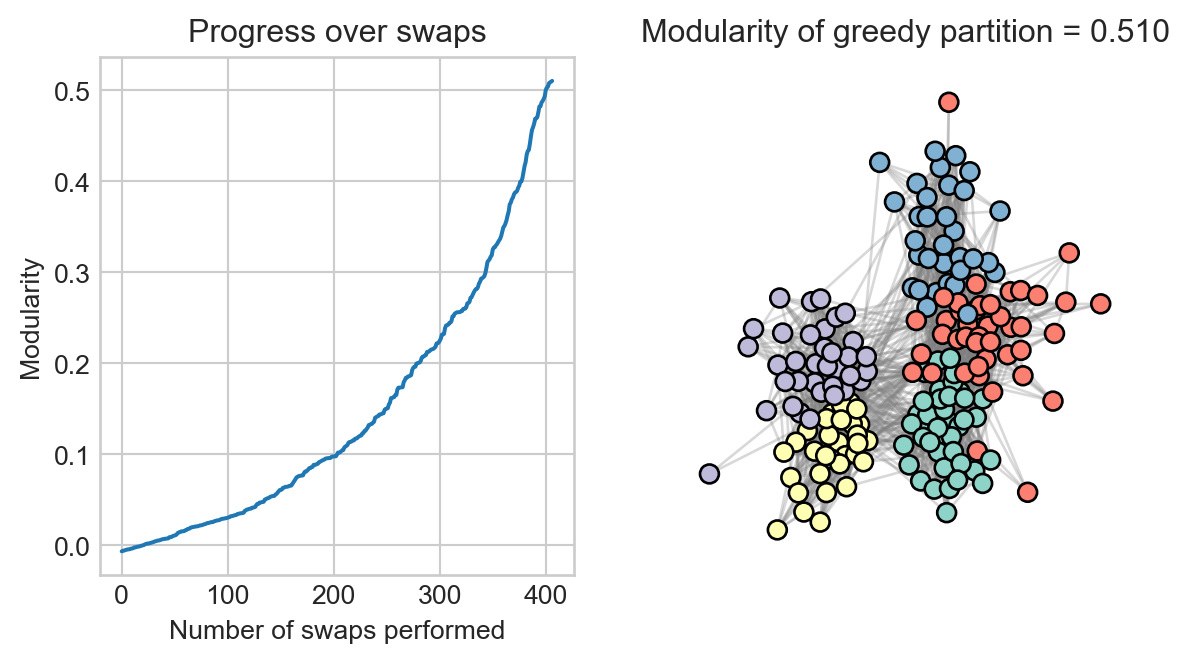 Progress over swaps
Modularity of greedy partition = 0.510
Modularity
0.5
0.4
0.3
0.2
0.1
0.0
0 100 200 300 400
Number of swaps performed